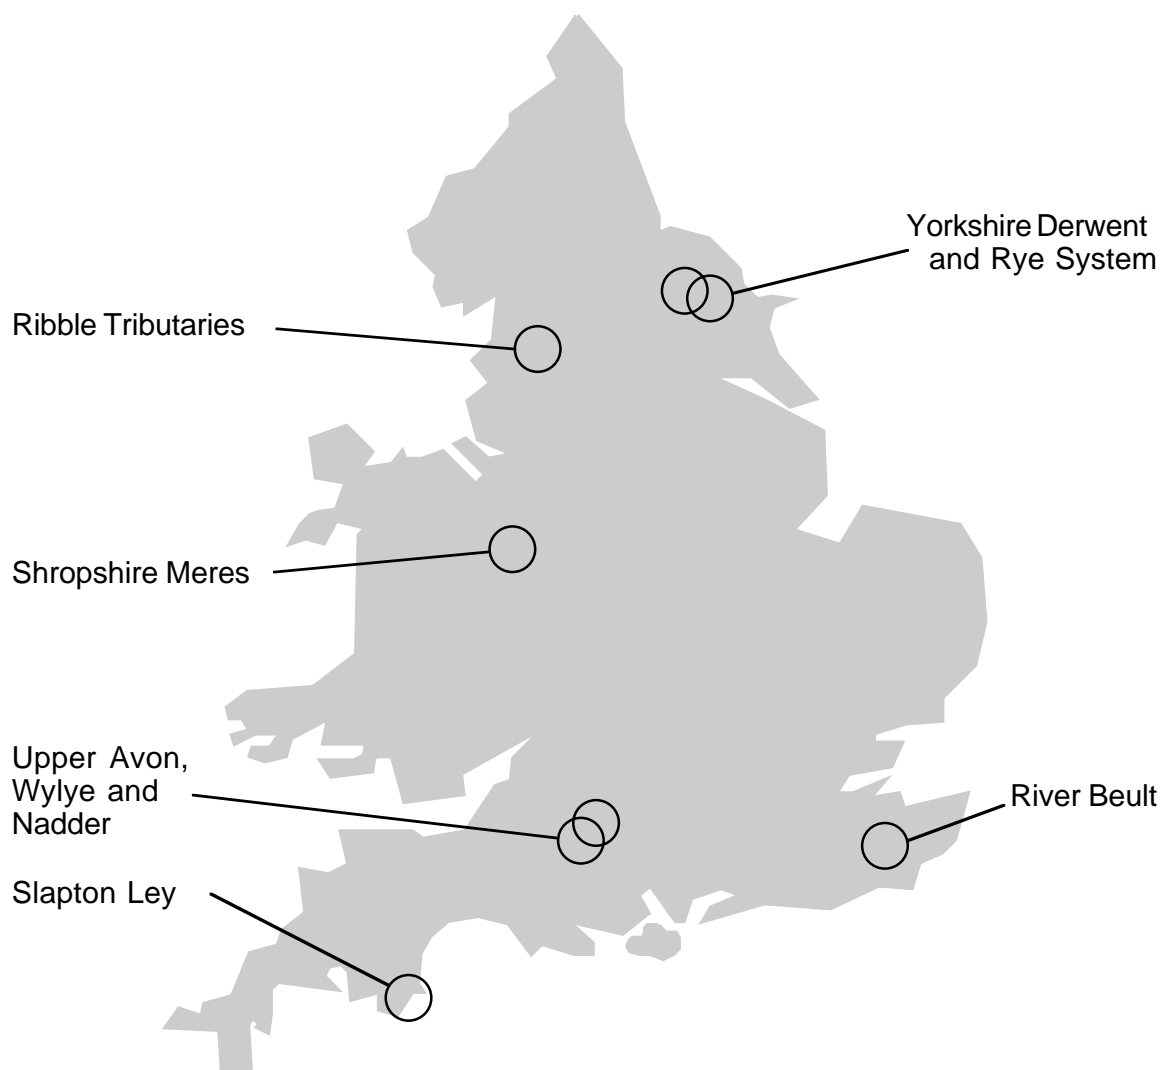 Yorkshire Derwent
and Rye System
Ribble Tributaries
Shropshire Meres
Upper Avon,
Wylye and
Nadder
River Beult
Slapton Ley